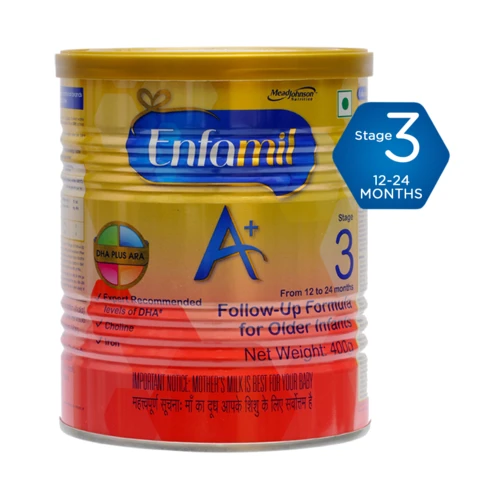 MeadJohnson
Nutrition
Enfamil
Stage
3
12-24
MONTHS
A+
Stage
3
DHA PLUS ARA
From 12 to 24 months
✓ Expert Recommended
levels of DHA*
✓ Choline
✓ Iron
Follow-Up Formula
for Older Infants
Net Weight: 400g
IMPORTANT NOTICE: MOTHER'S MILK IS BEST FOR YOUR BABY
महत्त्वपूर्ण सूचना: माँ का दूध आपके शिशु के लिए सर्वोतम है